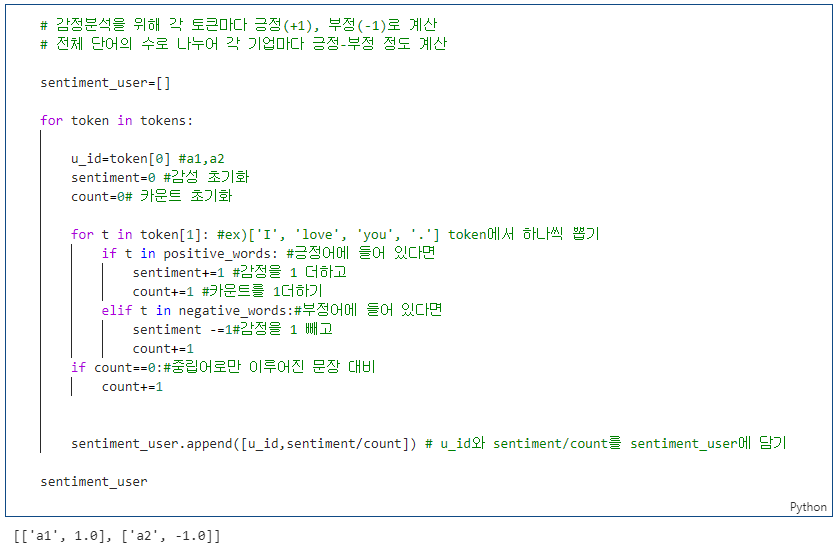 # 감정분석을 위해 각 토큰마다 긍정(+1), 부정(-1)로 계산
# 전체 단어의 수로 나누어 각 기업마다 긍정-부정 정도 계산
sentiment_user=[]
for token in tokens:
u_id=token[0] #a1,a2
sentiment=0 #감성 초기화
count=0# 카운트 초기화
for t in token[1]: #ex)['I', 'love', 'you', '.'] token에서 하나씩 뽑기
if t in positive_words: #긍정어에 들어 있다면
sentiment+=1 #감정을 1 더하고
count+=1 #카운트를 1더하기
elif t in negative_words:#부정어에 들어 있다면
sentiment -=1#감정을 1 빼고
count+=1
if count==0:#중립어로만 이루어진 문장 대비
count+=1
sentiment_user.append([u_id,sentiment/count]) # u_id와 sentiment/count를 sentiment_user에 담기
sentiment_user
Python
[['a1', 1.0], ['a2', -1.0]]